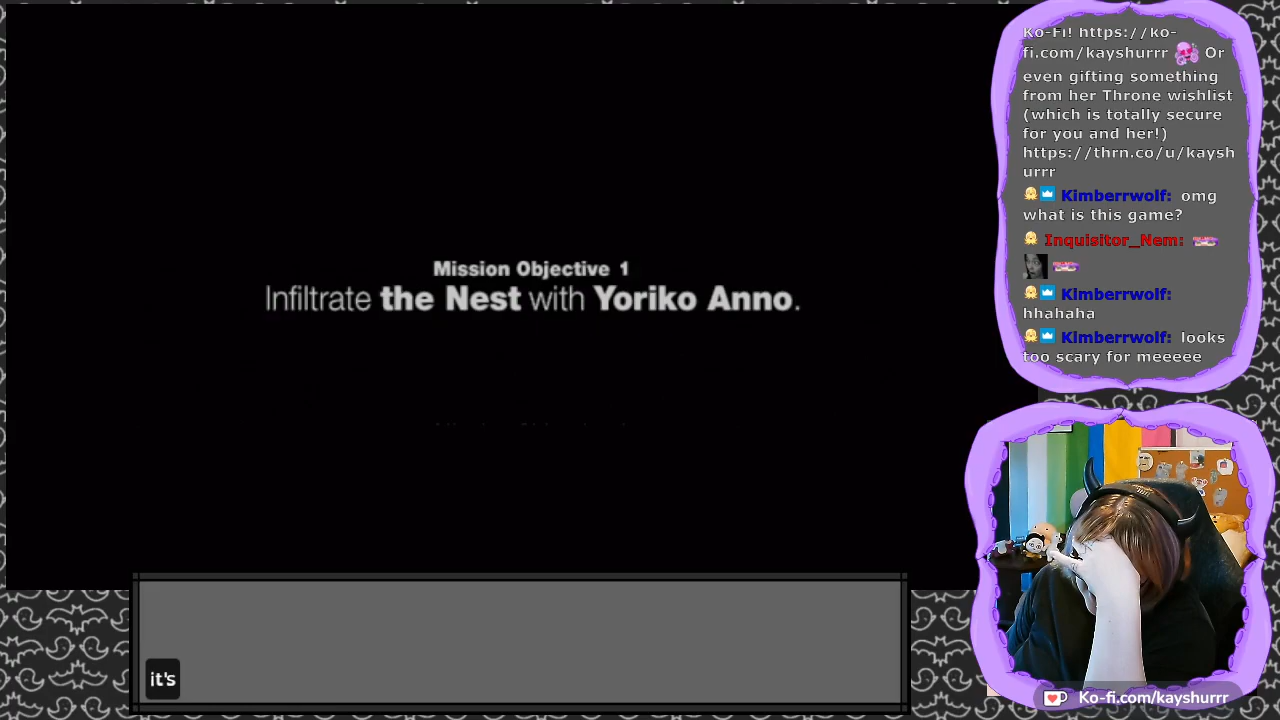 Mission Objective 1
Infiltrate the Nest with Yoriko Anno.
Ko-Fi! https://ko-
fi.com/kayshurrr Or
even gifting something
from her Throne wishlist
(which is totally secure
for you and her!)
https://thrn.co/u/kaysh
urrr
Kimberrwolf: omg
what is this game?
Inquisitor_Nem:
Kimberrwolf:
hhahaha
Kimberrwolf: looks
too scary for meeeee
it's
Ko-fi.com/kayshurrr